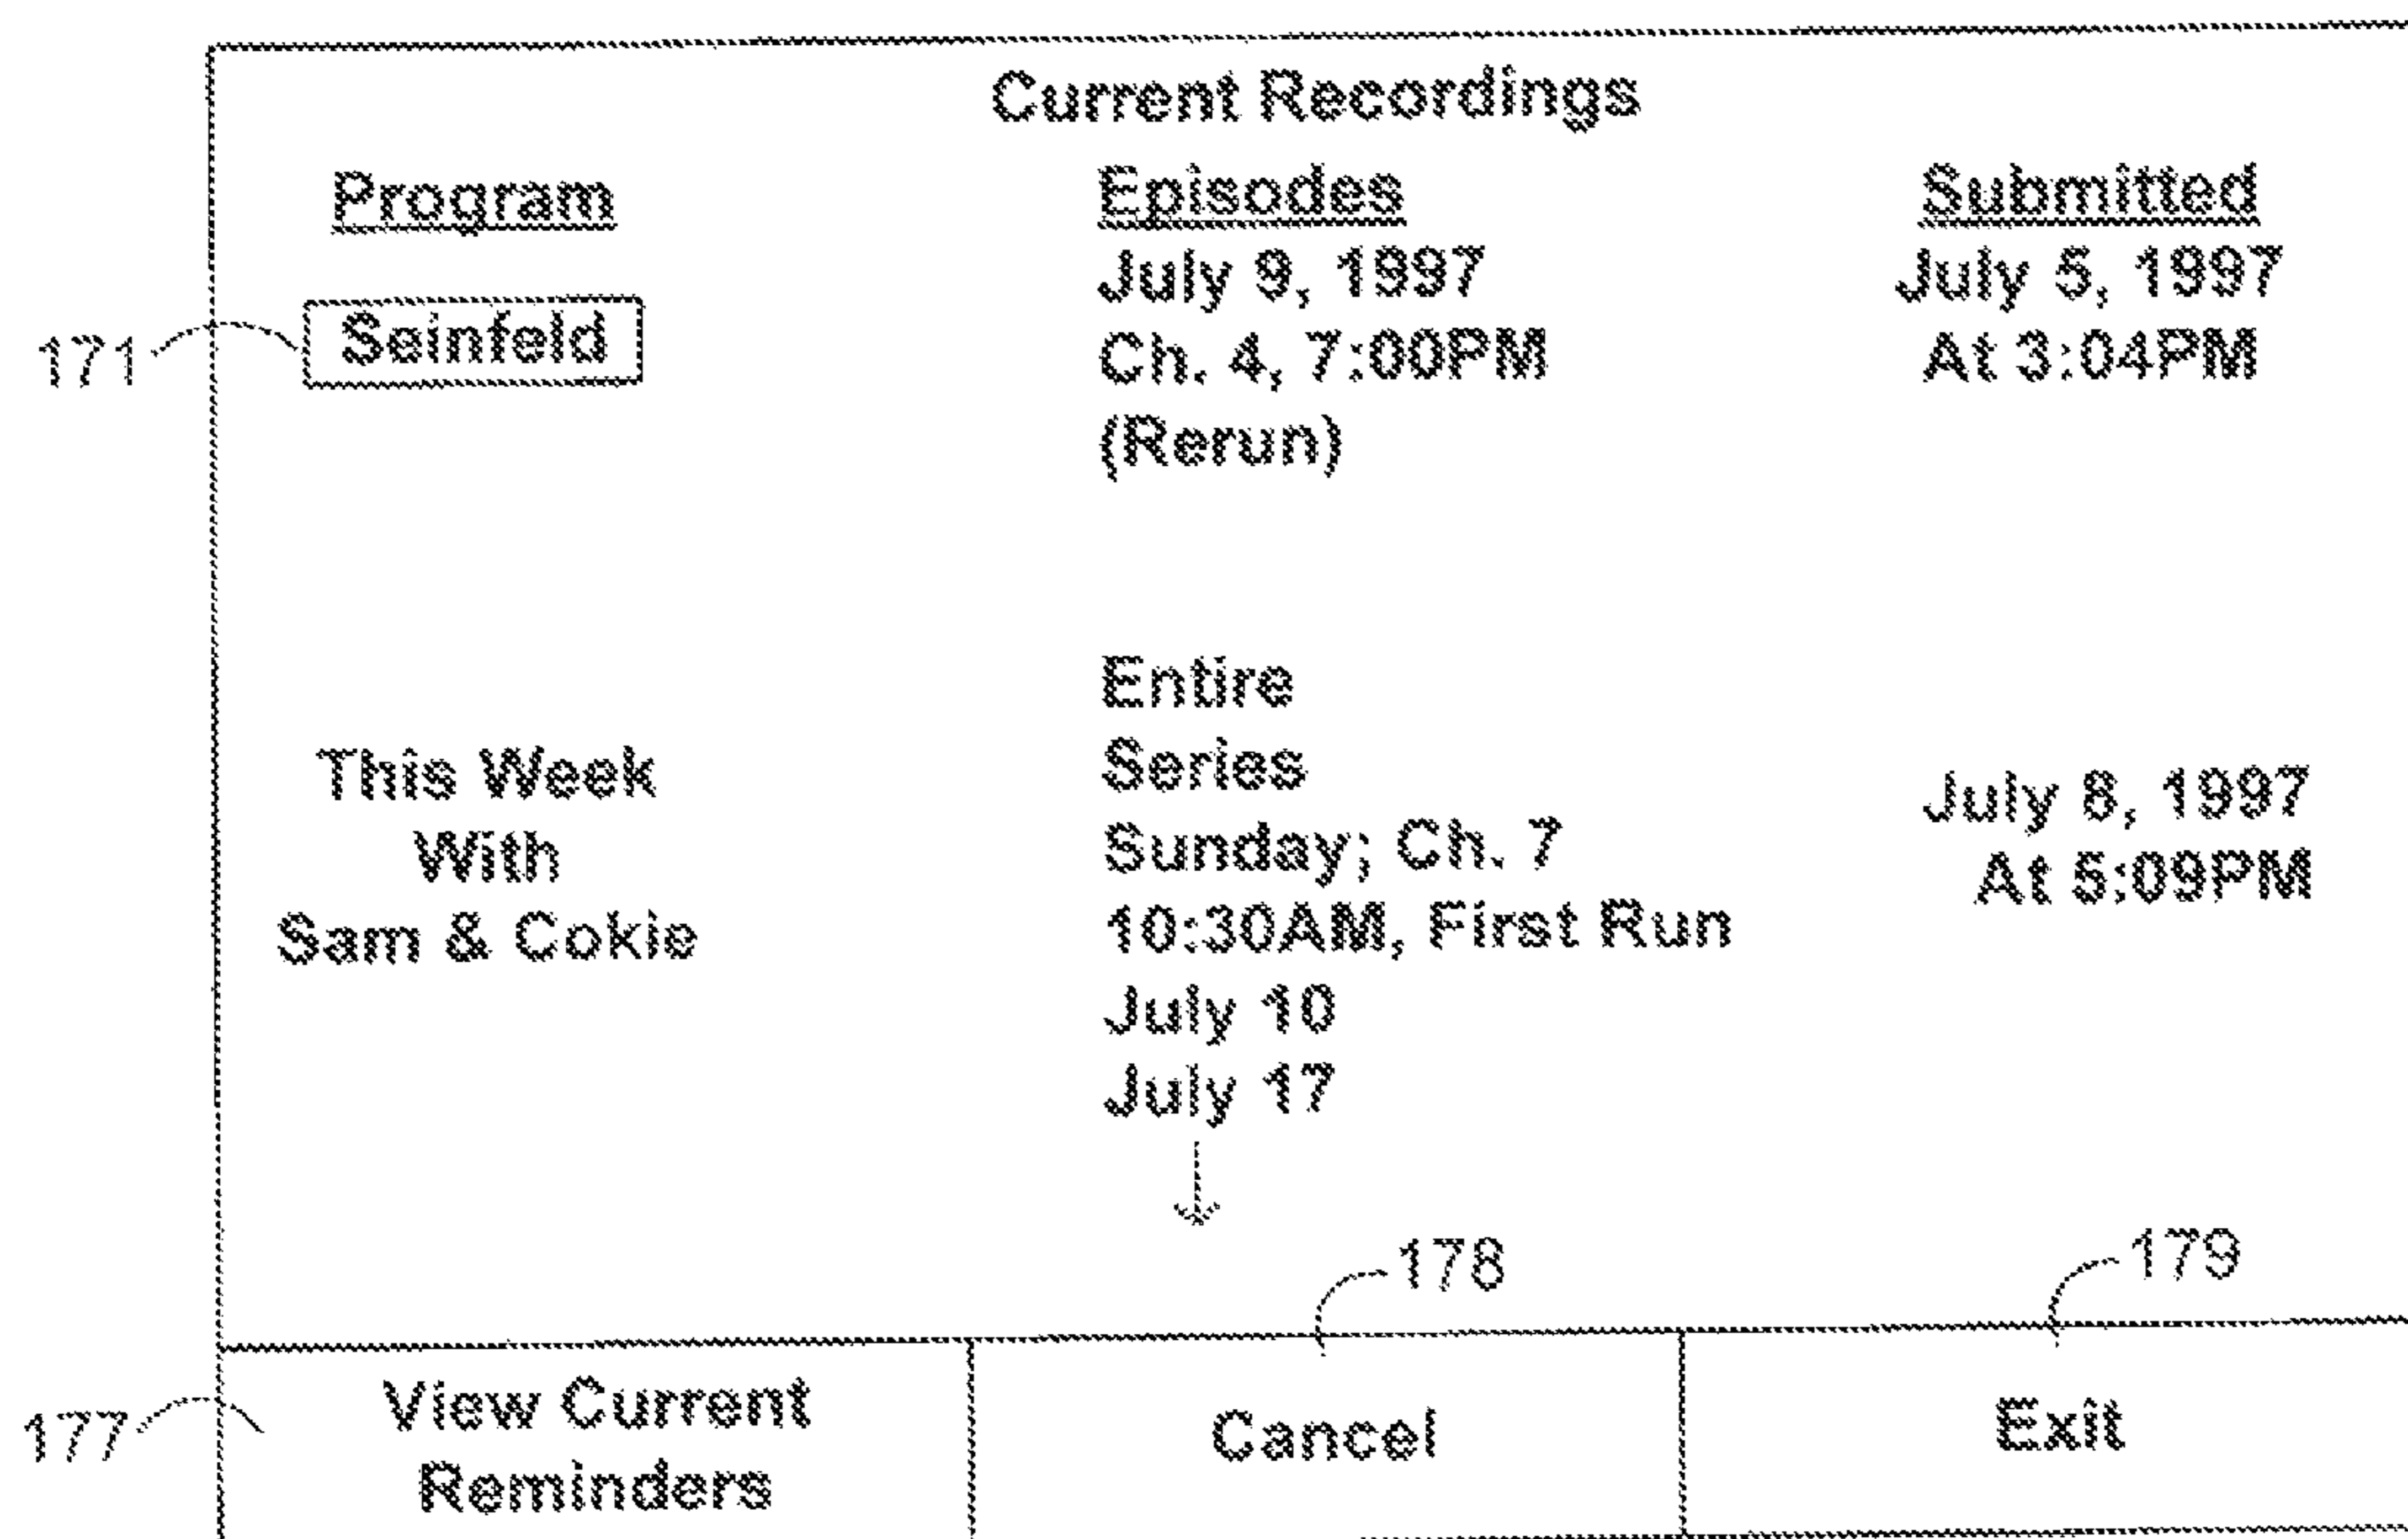 Current Recordings
Program
Episodes
Submitted
171
Seinfeld
July 9, 1997
Ch. 4, 7:00PM
(Rerun)
July 5, 1997
At 3:04PM
This Week
With
Sam & Cokie
Entire
Series
Sunday; Ch. 7
10:30AM, First Run
July 10
July 17
July 8, 1997
At 5:09PM
178
179
177
View Current
Reminders
Cancel
Exit